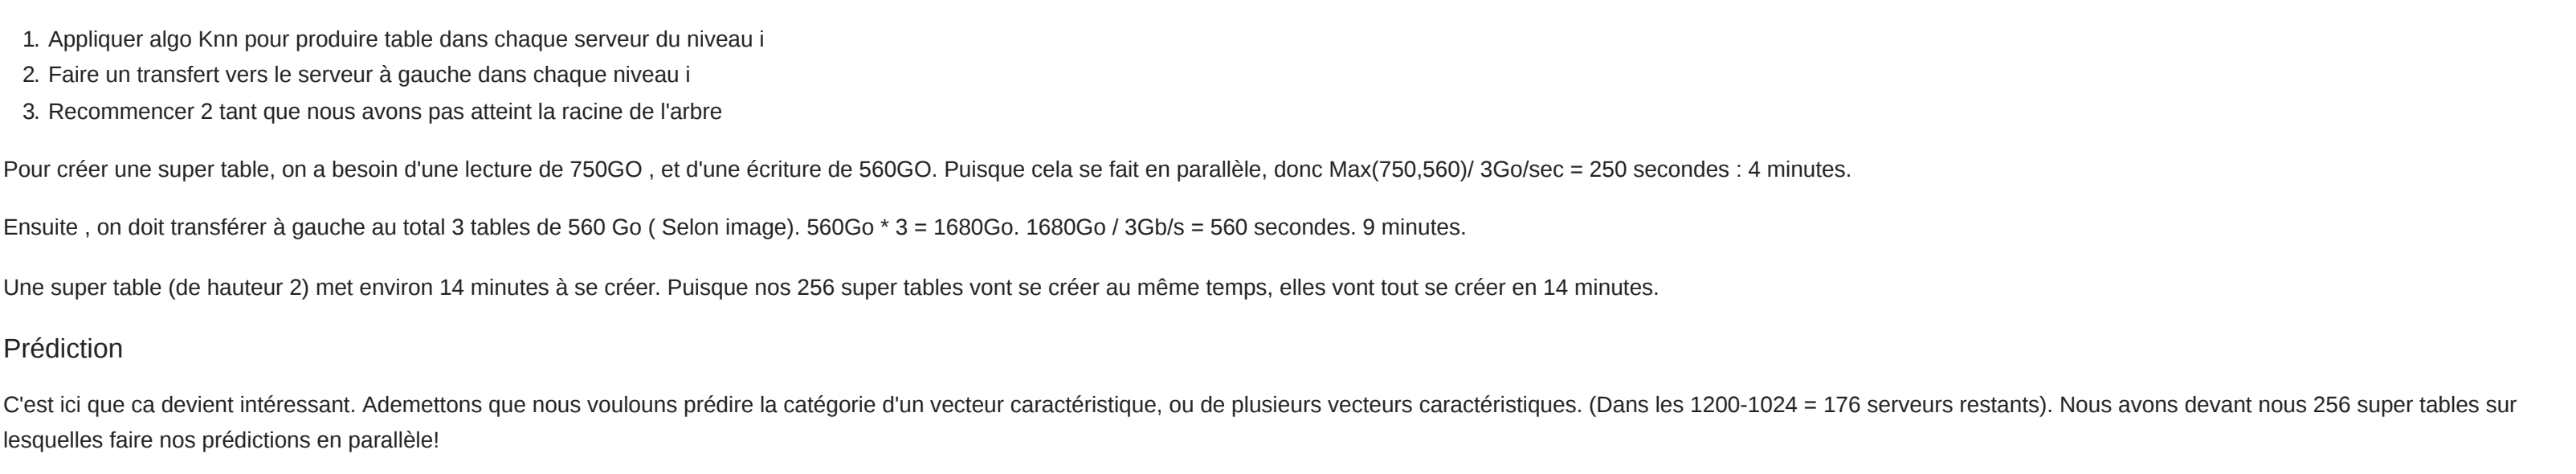 1. Appliquer algo Knn pour produire table dans chaque serveur du niveau i
2. Faire un transfert vers le serveur à gauche dans chaque niveau i
3. Recommencer 2 tant que nous avons pas atteint la racine de l'arbre
Pour créer une super table, on a besoin d'une lecture de 750GO , et d'une écriture de 560GO. Puisque cela se fait en parallèle, donc Max(750,560)/ 3Go/sec = 250 secondes : 4 minutes.
Ensuite , on doit transférer à gauche au total 3 tables de 560 Go ( Selon image). 560Go * 3 = 1680Go. 1680Go / 3Gb/s = 560 secondes. 9 minutes.
Une super table (de hauteur 2) met environ 14 minutes à se créer. Puisque nos 256 super tables vont se créer au même temps, elles vont tout se créer en 14 minutes.
Prédiction
C'est ici que ca devient intéressant. Ademettons que nous voulouns prédire la catégorie d'un vecteur caractéristique, ou de plusieurs vecteurs caractéristiques. (Dans les 1200-1024 = 176 serveurs restants). Nous avons devant nous 256 super tables sur
lesquelles faire nos prédictions en parallèle!